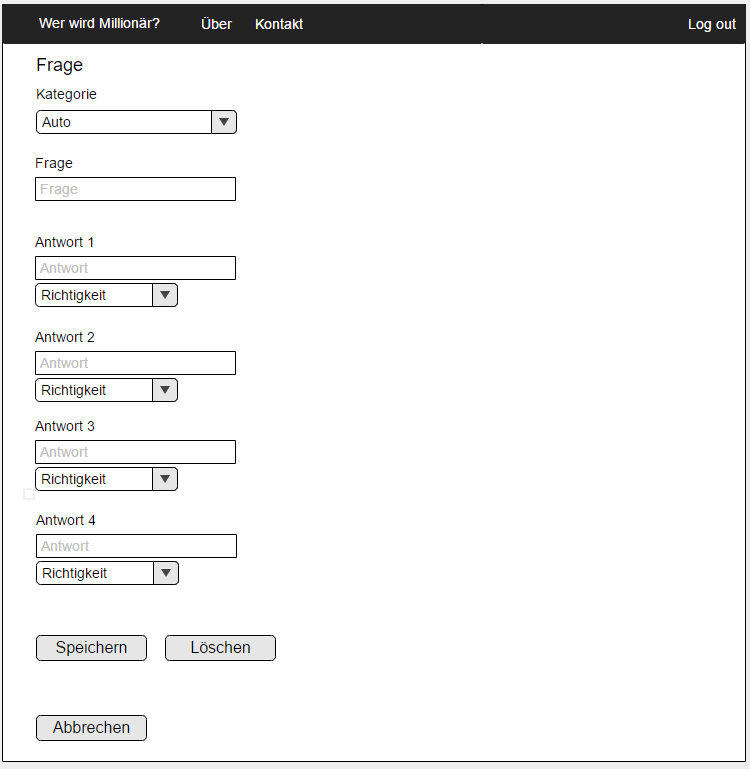 Wer wird Millionär? Über Kontakt Log out
Frage
Kategorie
Auto
Frage
Frage
Antwort 1
Antwort
Richtigkeit
Antwort 2
Antwort
Richtigkeit
Antwort 3
Antwort
Richtigkeit
Antwort 4
Antwort
Richtigkeit
Speichern Löschen
Abbrechen